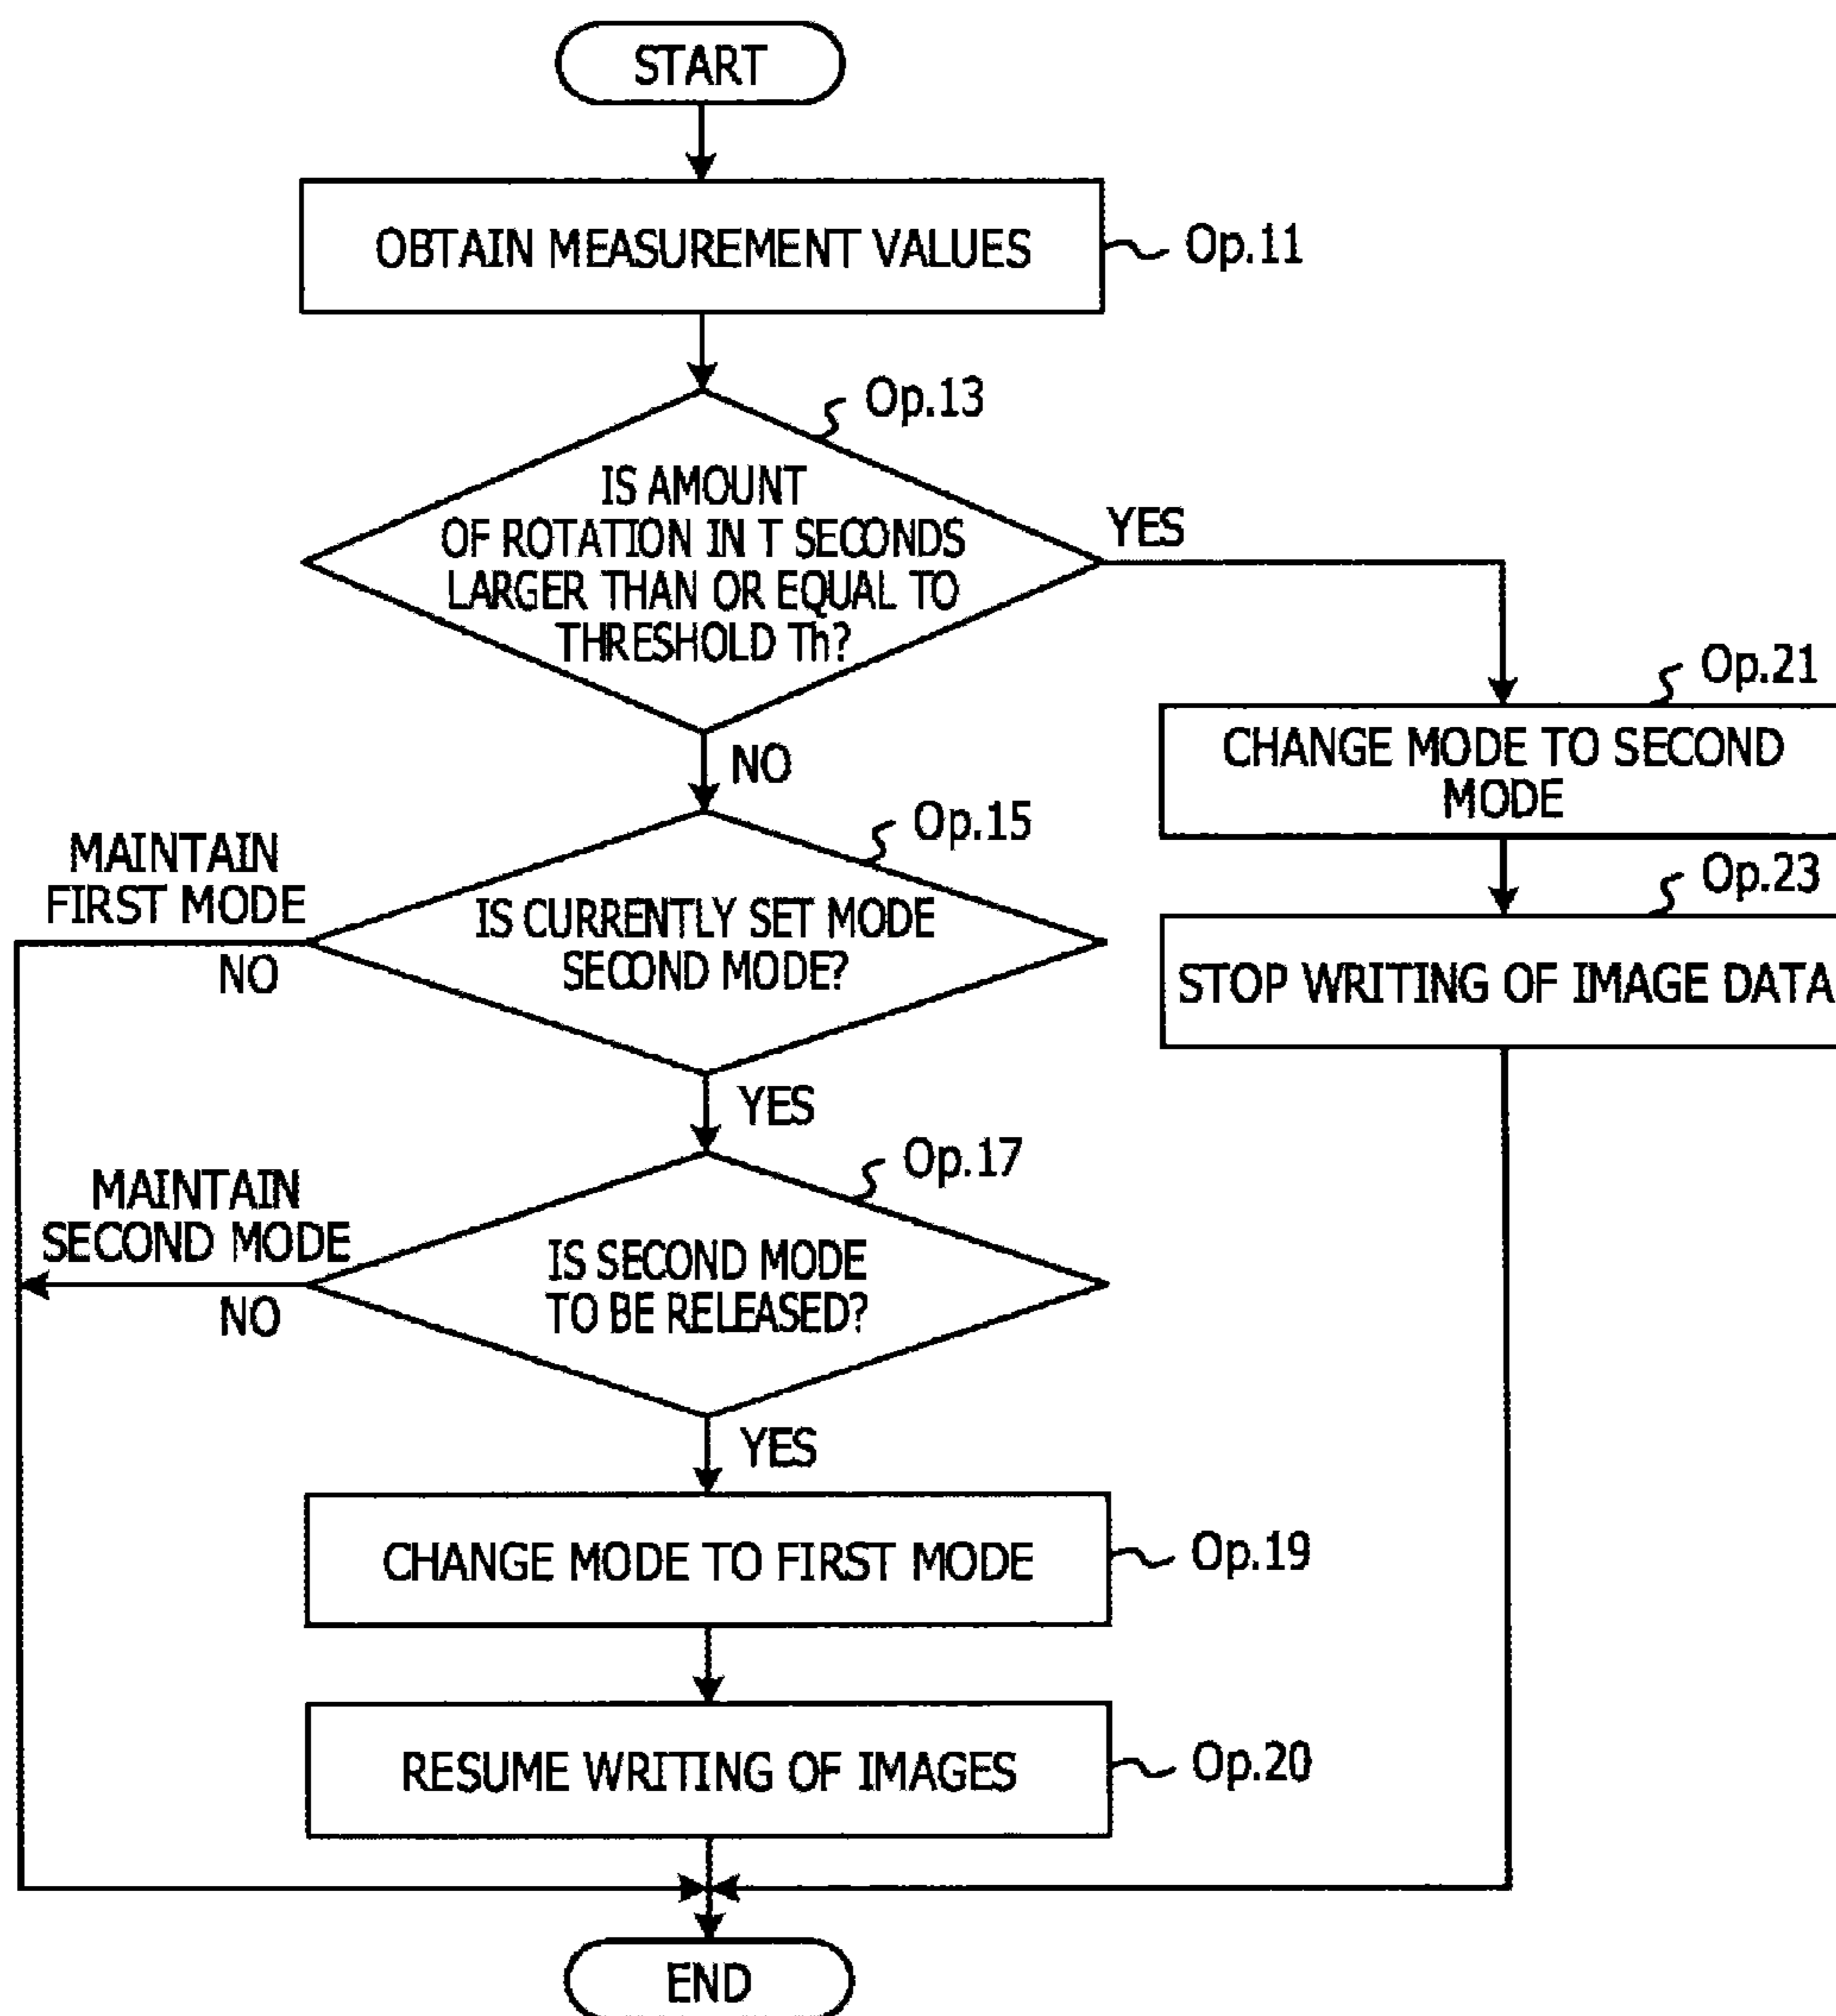 START
OBTAIN MEASUREMENT VALUES
Op.11
Op.13
IS AMOUNT
OF ROTATION IN T SECONDS
LARGER THAN OR EQUAL TO
THRESHOLD Th?
YES
NO
Op.21
CHANGE MODE TO SECOND
MODE
Op.23
STOP WRITING OF IMAGE DATA
Op.15
MAINTAIN
FIRST MODE
NO
IS CURRENTLY SET MODE
SECOND MODE?
YES
Op.17
MAINTAIN
SECOND MODE
NO
IS SECOND MODE
TO BE RELEASED?
YES
CHANGE MODE TO FIRST MODE
Op.19
RESUME WRITING OF IMAGES
Op.20
END